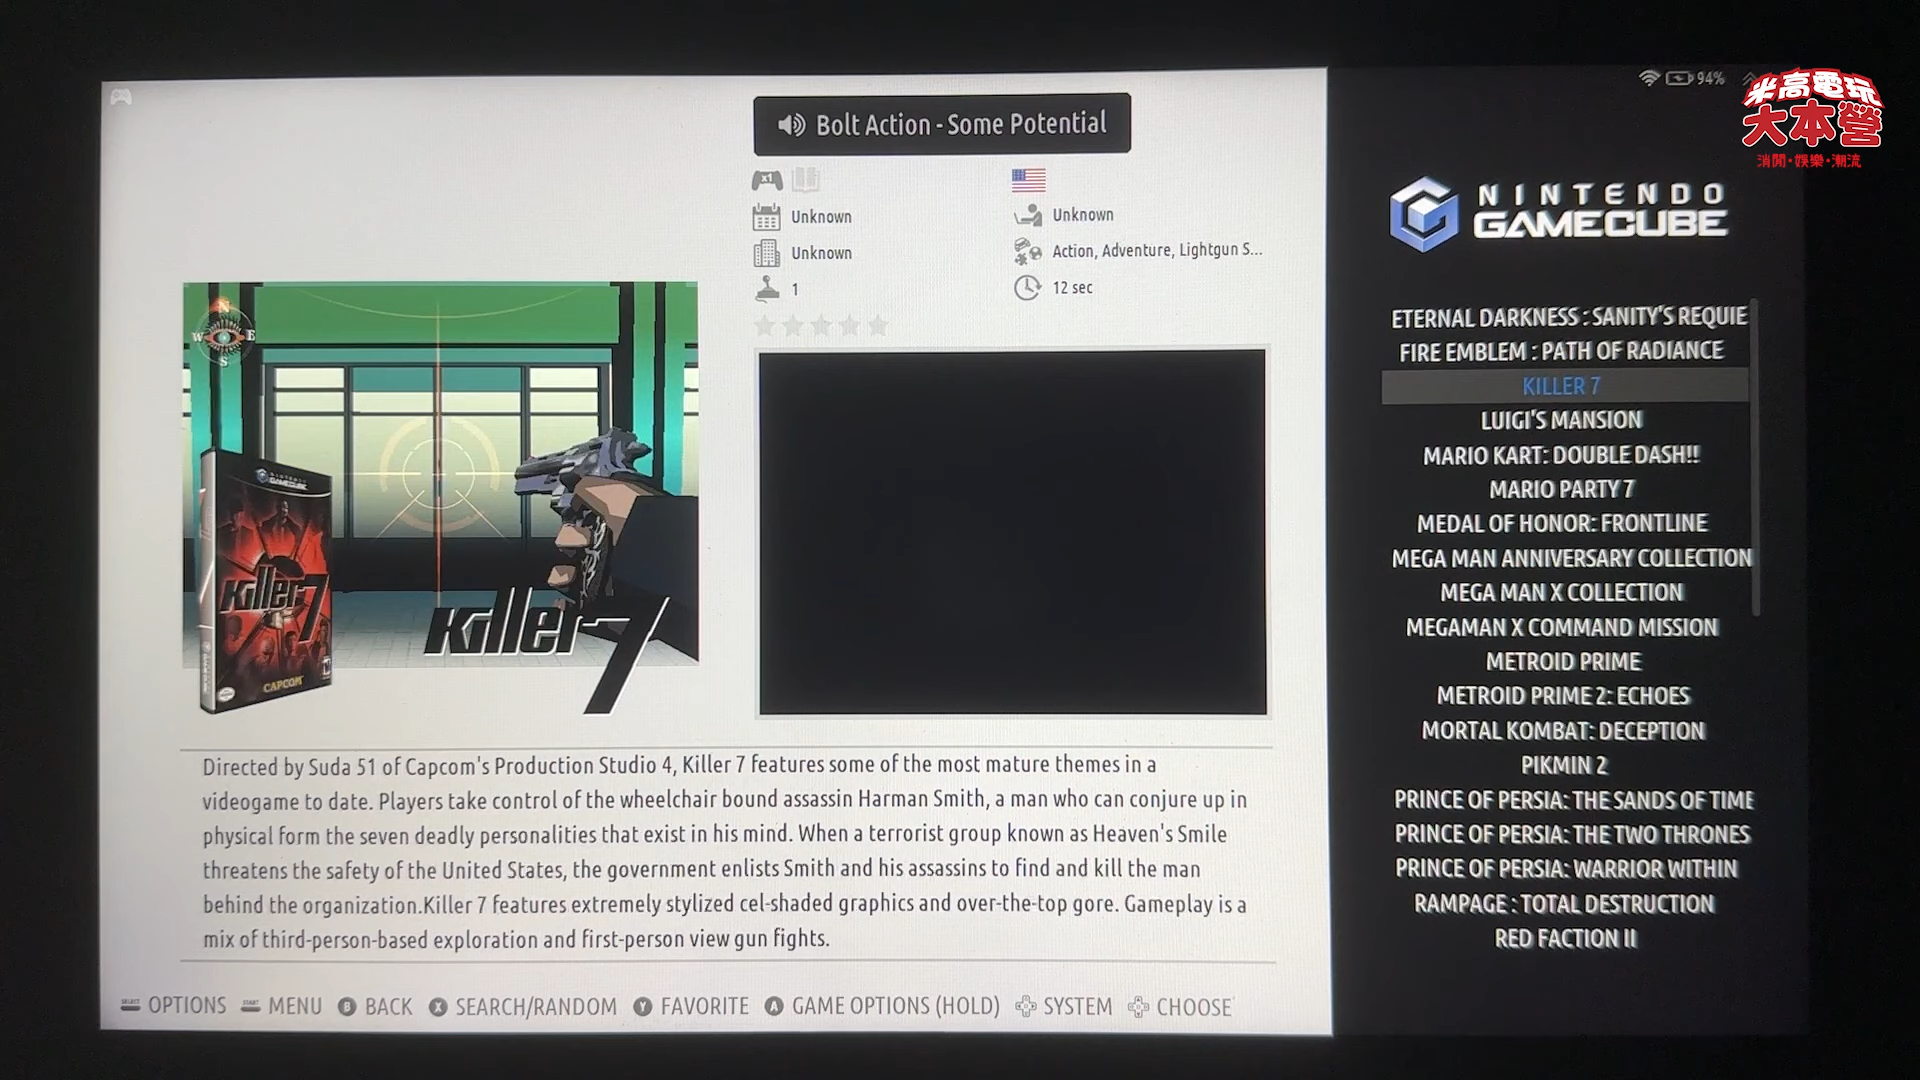 94%
米高電玩
大本營
消閒・娛樂・潮流
Bolt Action - Some Potential
x1
Unknown
Unknown
Unknown
Action, Adventure, Lightgun S...
1
12 sec
NINTENDO
GAMECUBE
N
W E
S
NINTENDO
GAMECUBE
killer7
CAPCOM
killer7
ETERNAL DARKNESS : SANITY'S REQUIE
FIRE EMBLEM : PATH OF RADIANCE
KILLER 7
LUIGI'S MANSION
MARIO KART: DOUBLE DASH!!
MARIO PARTY 7
MEDAL OF HONOR: FRONTLINE
MEGA MAN ANNIVERSARY COLLECTION
MEGA MAN X COLLECTION
MEGAMAN X COMMAND MISSION
METROID PRIME
METROID PRIME 2: ECHOES
MORTAL KOMBAT: DECEPTION
PIKMIN 2
PRINCE OF PERSIA: THE SANDS OF TIME
PRINCE OF PERSIA: THE TWO THRONES
PRINCE OF PERSIA: WARRIOR WITHIN
RAMPAGE : TOTAL DESTRUCTION
RED FACTION II
Directed by Suda 51 of Capcom's Production Studio 4, Killer 7 features some of the most mature themes in a
videogame to date. Players take control of the wheelchair bound assassin Harman Smith, a man who can conjure up in
physical form the seven deadly personalities that exist in his mind. When a terrorist group known as Heaven's Smile
threatens the safety of the United States, the government enlists Smith and his assassins to find and kill the man
behind the organization.Killer 7 features extremely stylized cel-shaded graphics and over-the-top gore. Gameplay is a
mix of third-person-based exploration and first-person view gun fights.
SELECT OPTIONS START MENU B BACK X SEARCH/RANDOM Y FAVORITE A GAME OPTIONS (HOLD) SYSTEM CHOOSE